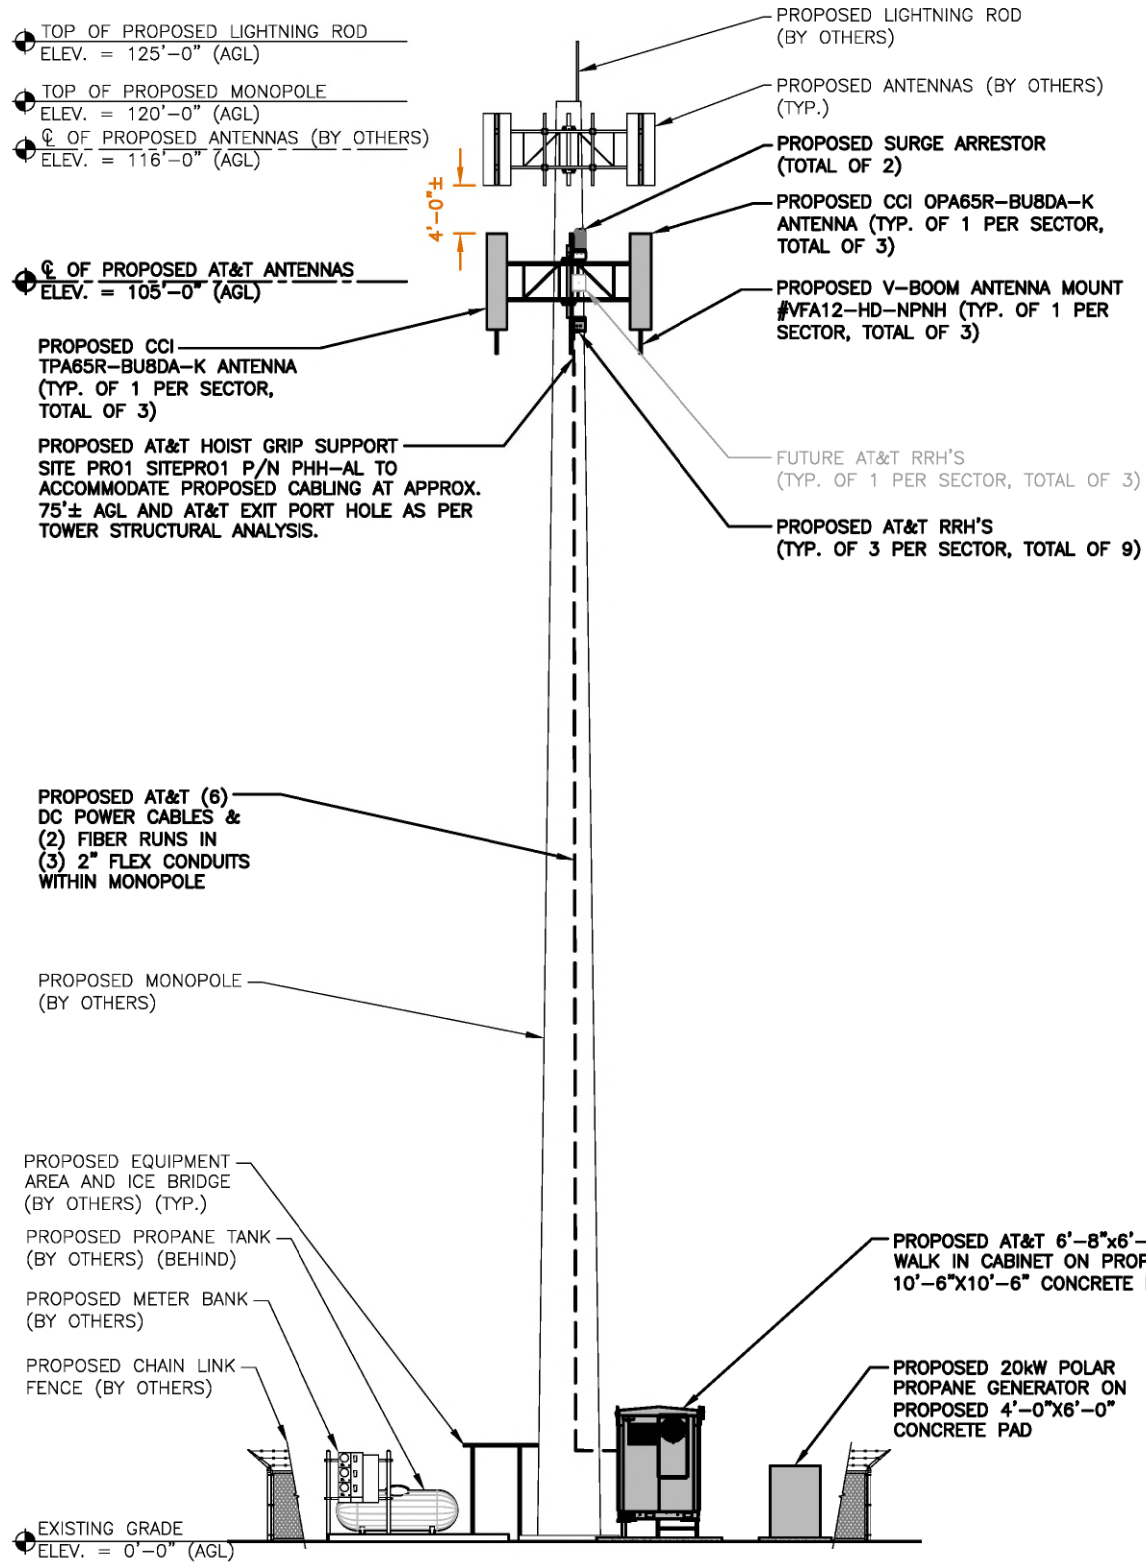 TOP OF PROPOSED LIGHTNING ROD
ELEV. = 125'-0" (AGL)
TOP OF PROPOSED MONOPOLE
ELEV. = 120'-0" (AGL)
℄ OF PROPOSED ANTENNAS (BY OTHERS)
ELEV. = 116'-0" (AGL)
4'-0"±
℄ OF PROPOSED AT&T ANTENNAS
ELEV. = 105'-0" (AGL)
PROPOSED CCI
TPA65R-BU8DA-K ANTENNA
(TYP. OF 1 PER SECTOR,
TOTAL OF 3)
PROPOSED AT&T HOIST GRIP SUPPORT
SITE PRO1 SITEPRO1 P/N PHH-AL TO
ACCOMMODATE PROPOSED CABLING AT APPROX.
75'± AGL AND AT&T EXIT PORT HOLE AS PER
TOWER STRUCTURAL ANALYSIS.
PROPOSED AT&T (6)
DC POWER CABLES &
(2) FIBER RUNS IN
(3) 2" FLEX CONDUITS
WITHIN MONOPOLE
PROPOSED MONOPOLE
(BY OTHERS)
PROPOSED EQUIPMENT
AREA AND ICE BRIDGE
(BY OTHERS) (TYP.)
PROPOSED PROPANE TANK
(BY OTHERS) (BEHIND)
PROPOSED METER BANK
(BY OTHERS)
PROPOSED CHAIN LINK
FENCE (BY OTHERS)
EXISTING GRADE
ELEV. = 0'-0" (AGL)
PROPOSED LIGHTNING ROD
(BY OTHERS)
PROPOSED ANTENNAS (BY OTHERS)
(TYP.)
PROPOSED SURGE ARRESTOR
(TOTAL OF 2)
PROPOSED CCI OPA65R-BU8DA-K
ANTENNA (TYP. OF 1 PER SECTOR,
TOTAL OF 3)
PROPOSED V-BOOM ANTENNA MOUNT
#VFA12-HD-NPNH (TYP. OF 1 PER
SECTOR, TOTAL OF 3)
FUTURE AT&T RRH'S
(TYP. OF 1 PER SECTOR, TOTAL OF 3)
PROPOSED AT&T RRH'S
(TYP. OF 3 PER SECTOR, TOTAL OF 9)
PROPOSED AT&T 6'-8"x6'-
WALK IN CABINET ON PROP
10'-6"X10'-6" CONCRETE
PROPOSED 20kW POLAR
PROPANE GENERATOR ON
PROPOSED 4'-0"X6'-0"
CONCRETE PAD